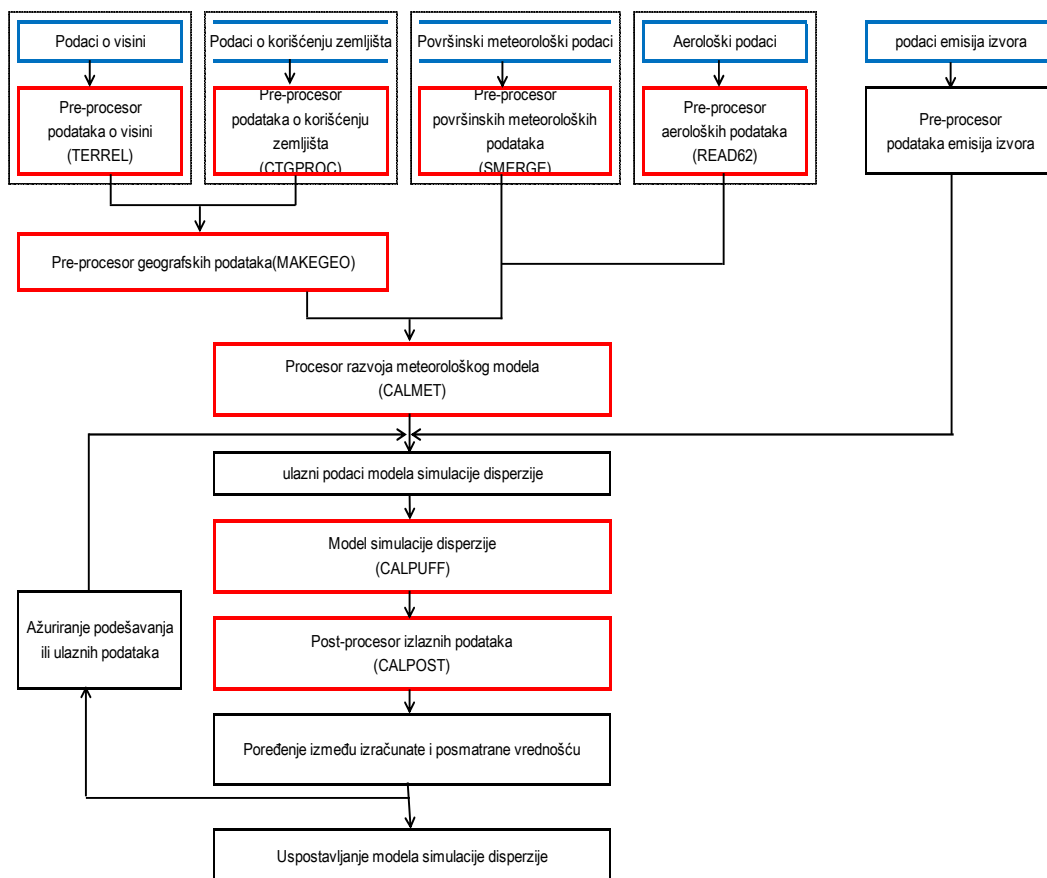 Podaci o visini
Podaci o korišćenju zemljišta
Površinski meteorološki podaci
Aerološki podaci
podaci emisija izvora
Pre-procesor
podataka o visini
(TERREL)
Pre-procesor
podataka o korišćenju
zemljišta
(CTGPROC)
Pre-procesor
površinskih meteoroloških
podataka
(SMERGE)
Pre-procesor
aeroloških podataka
(READ62)
Pre-procesor
podataka emisija izvora
Pre-procesor geografskih podataka(MAKEGEO)
Procesor razvoja meteorološkog modela
(CALMET)
ulazni podaci modela simulacije disperzije
Model simulacije disperzije
(CALPUFF)
Ažuriranje podešavanja
ili ulaznih podataka
Post-procesor izlaznih podataka
(CALPOST)
Poređenje između izračunate i posmatrane vrednošću
Uspostavljanje modela simulacije disperzije